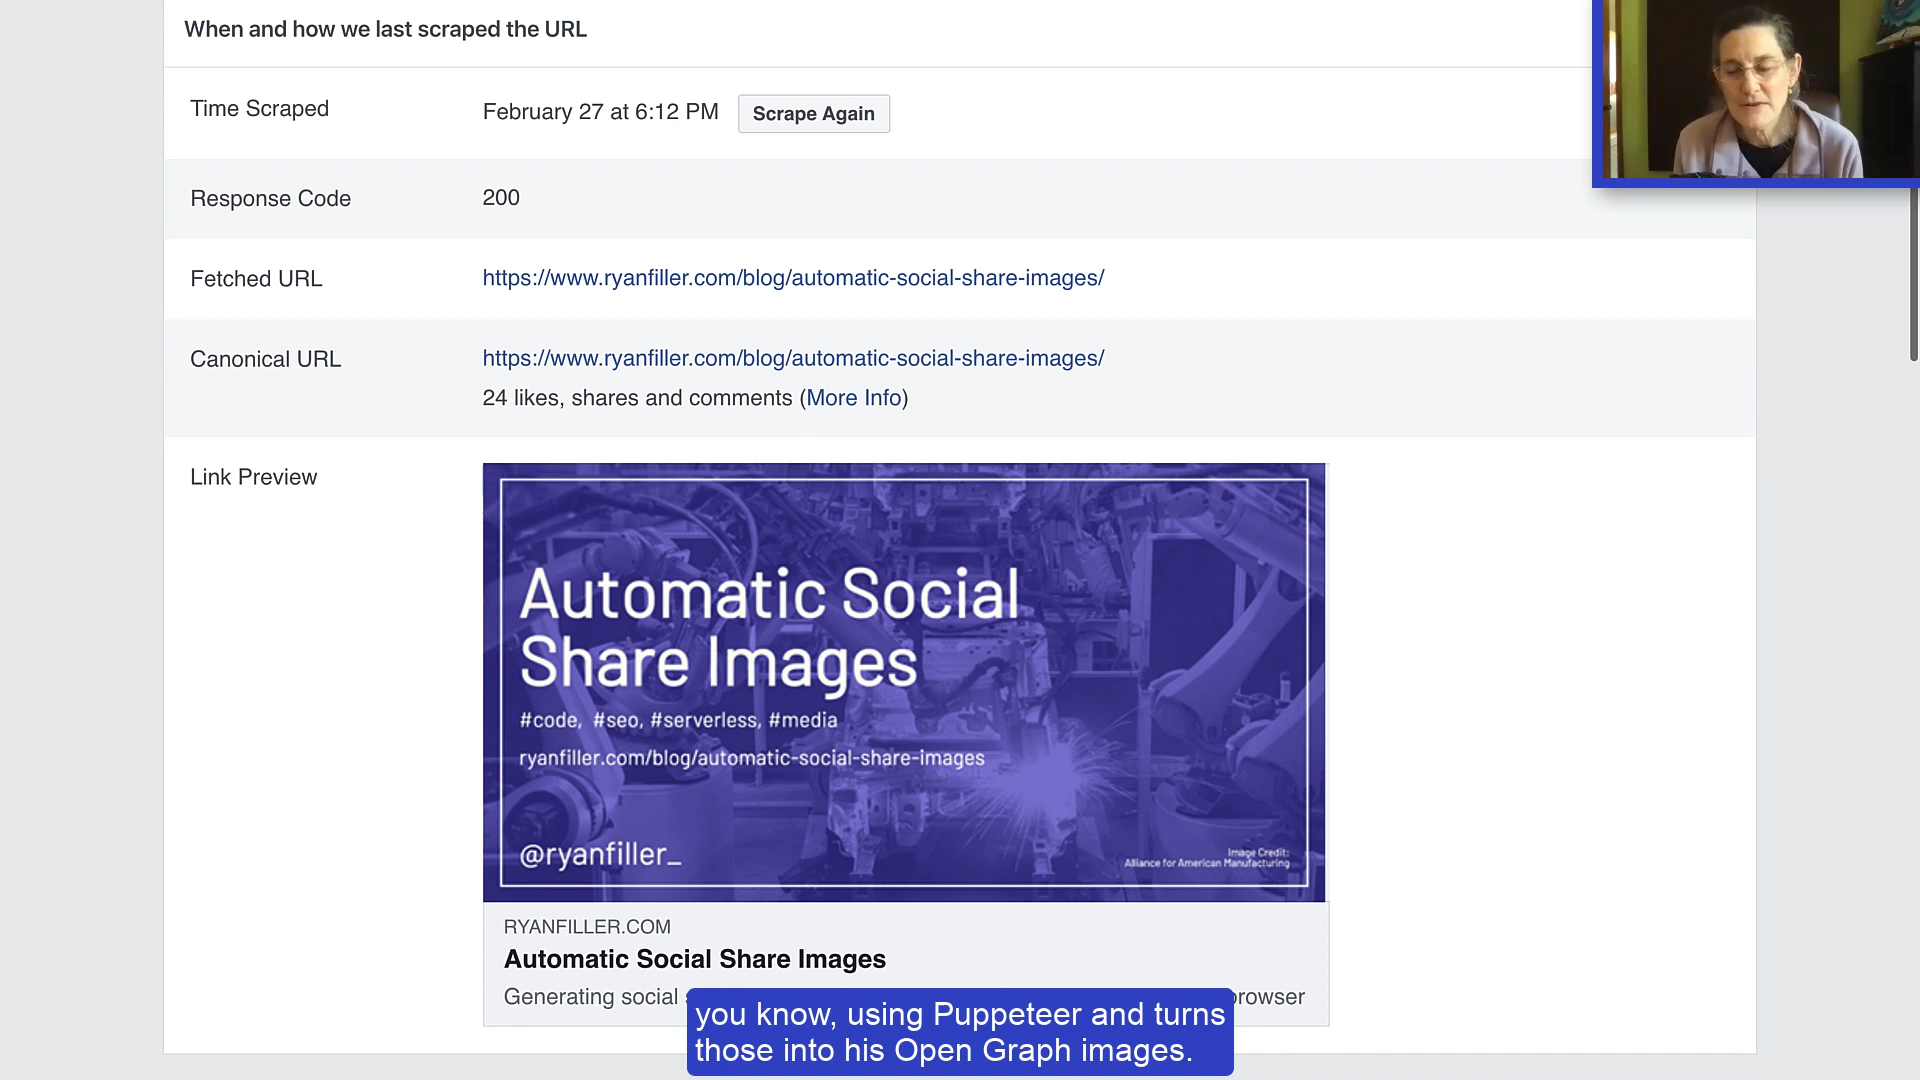 When and how we last scraped the URL
Time Scraped
February 27 at 6:12 PM
Scrape Again
Response Code
200
Fetched URL
https://www.ryanfiller.com/blog/automatic-social-share-images/
Canonical URL
https://www.ryanfiller.com/blog/automatic-social-share-images/
24 likes, shares and comments (More Info)
Link Preview
Automatic Social
Share Images
#code, #seo, #serverless, #media
ryanfiller.com/blog/automatic-social-share-images
@ryanfiller_
Image Credit:
Alliance for American Manufacturing
RYANFILLER.COM
Automatic Social Share Images
Generating social browser
you know, using Puppeteer and turns
those into his Open Graph images.